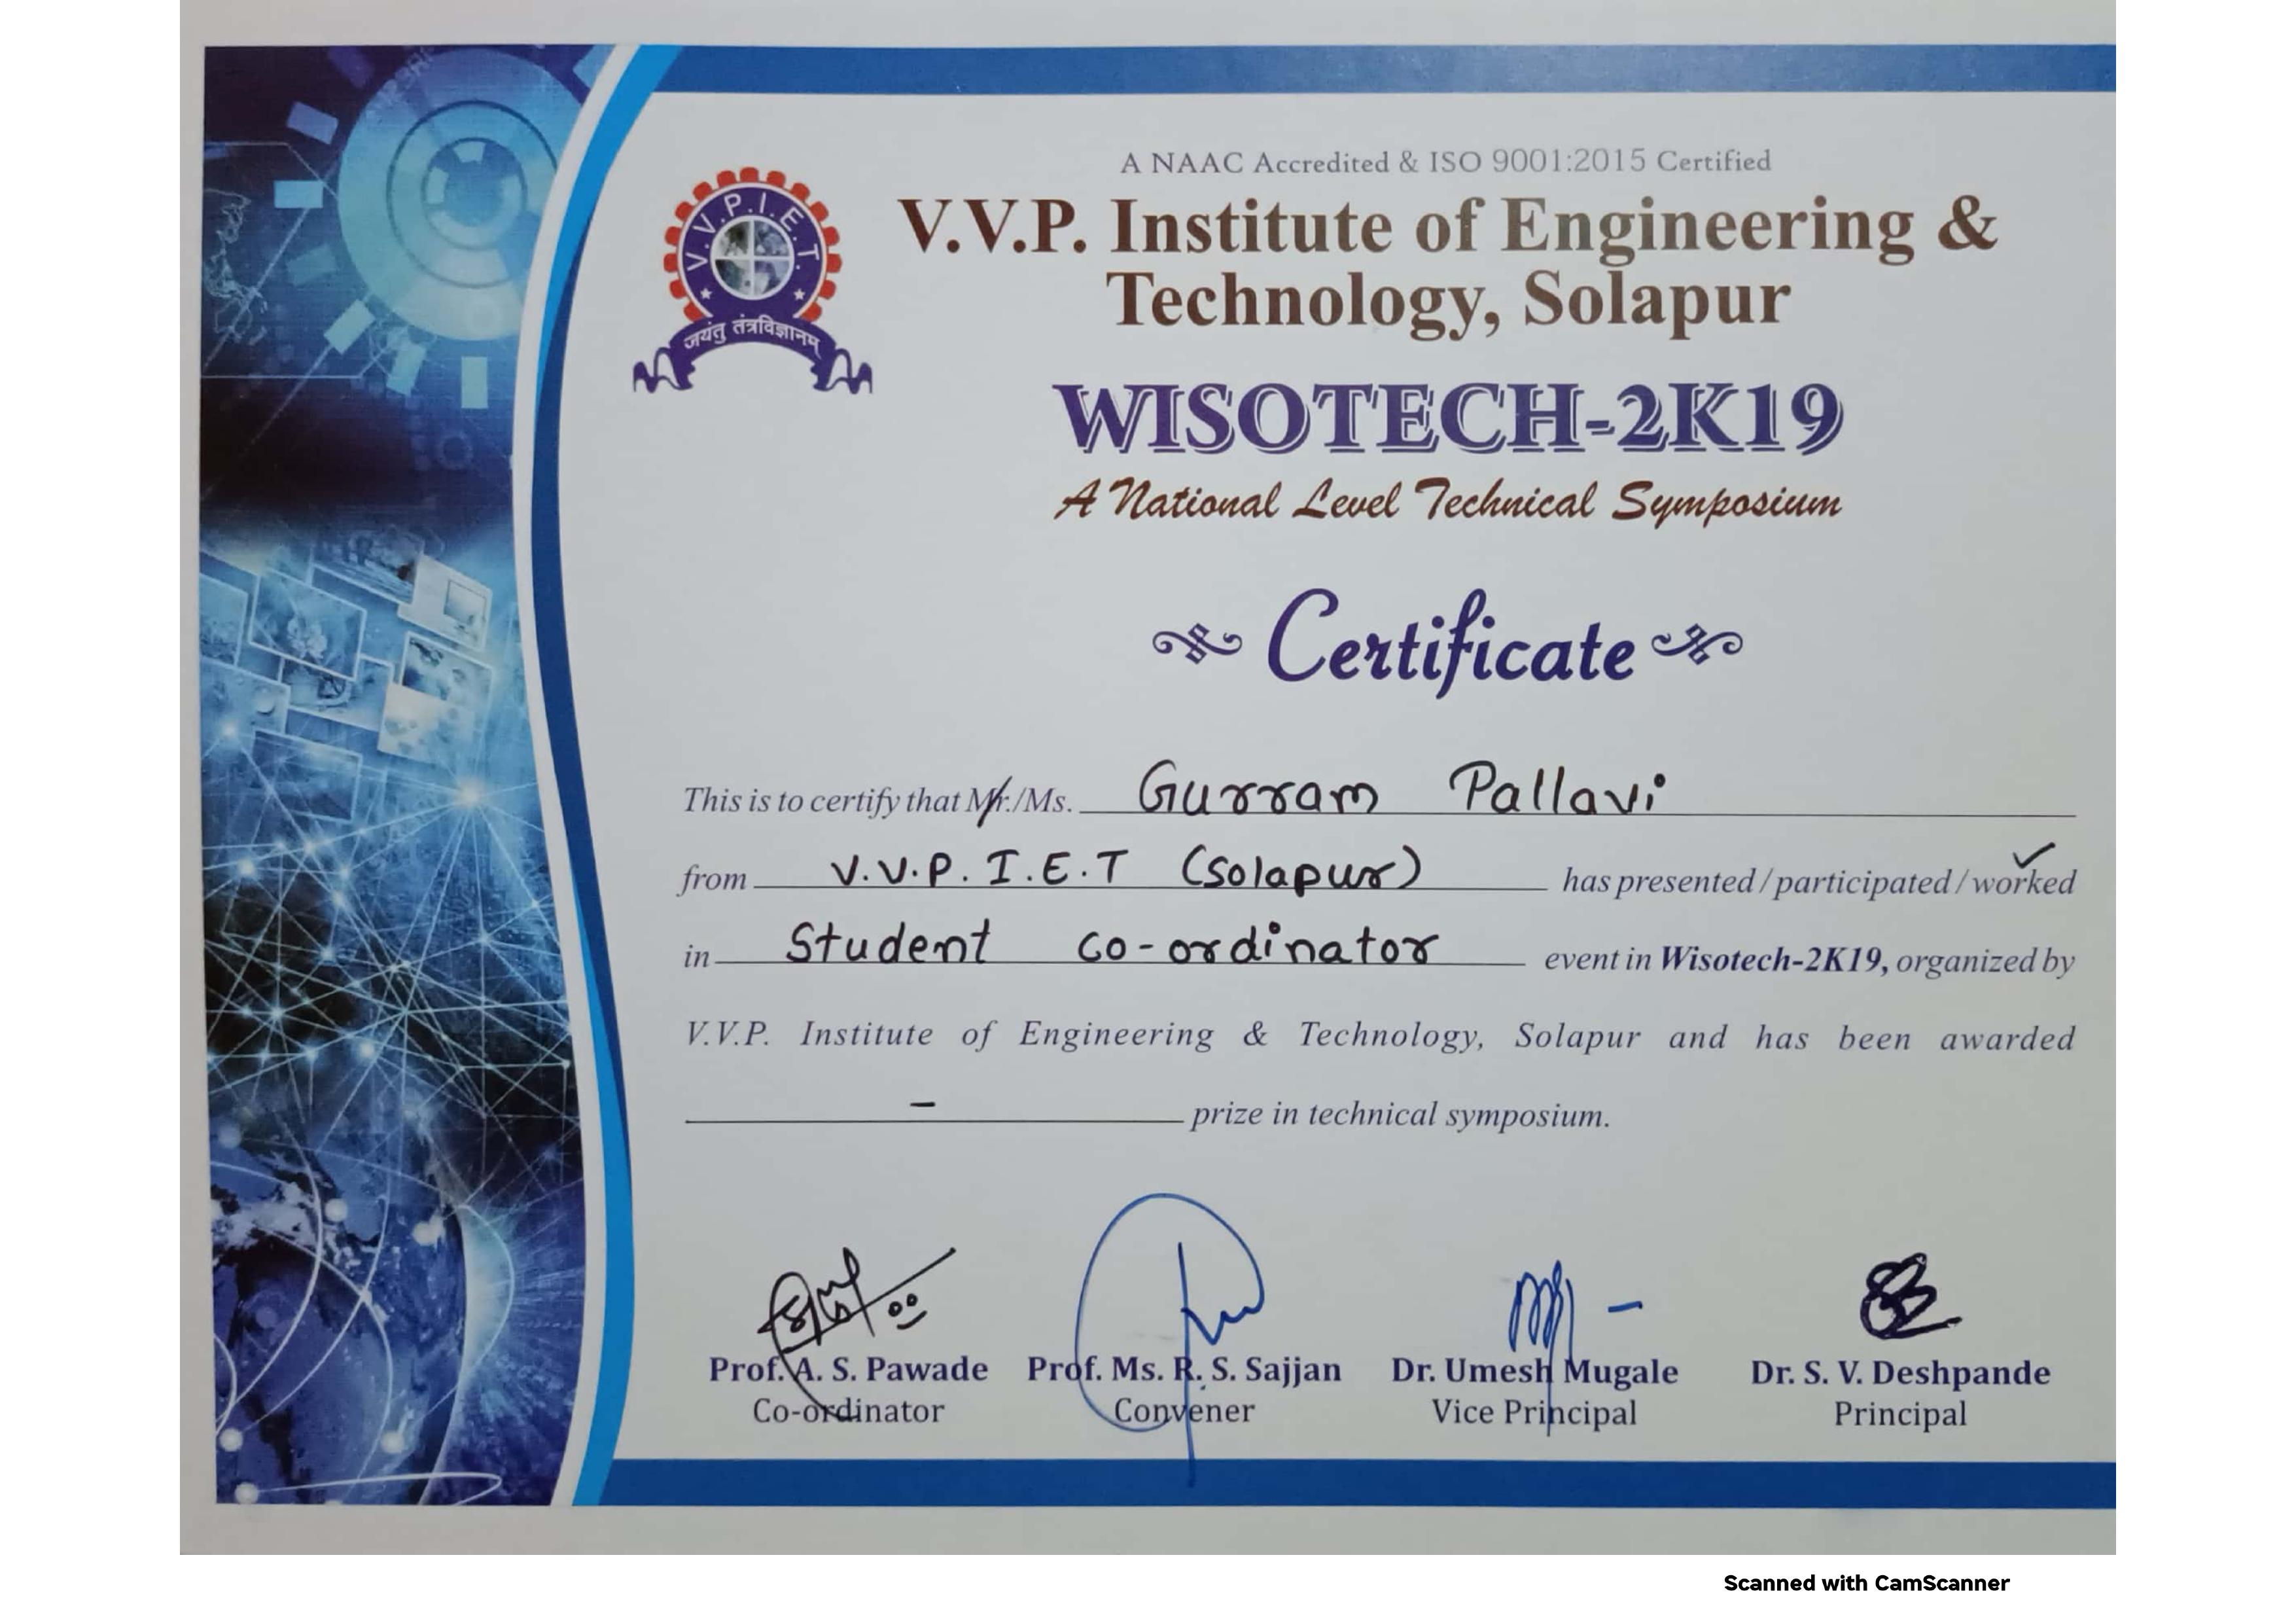 A NAAC Accredited & ISO 9001:2015 Certified
V.V.P.I.E.T.
जयंतु तंत्रविज्ञानम्
V.V.P. Institute of Engineering &
Technology, Solapur
WISOTECH-2K19
A National Level Technical Symposium
Certificate
This is to certify that Mr./Ms. Gurram Pallavi
from V.V.P.I.E.T (Solapur) has presented/participated/worked
in Student Co-ordinator event in Wisotech-2K19, organized by
V.V.P. Institute of Engineering & Technology, Solapur and has been awarded
– prize in technical symposium.
Prof. A. S. Pawade Prof. Ms. R. S. Sajjan Dr. Umesh Mugale Dr. S. V. Deshpande
Co-ordinator Convener Vice Principal Principal
Scanned with CamScanner